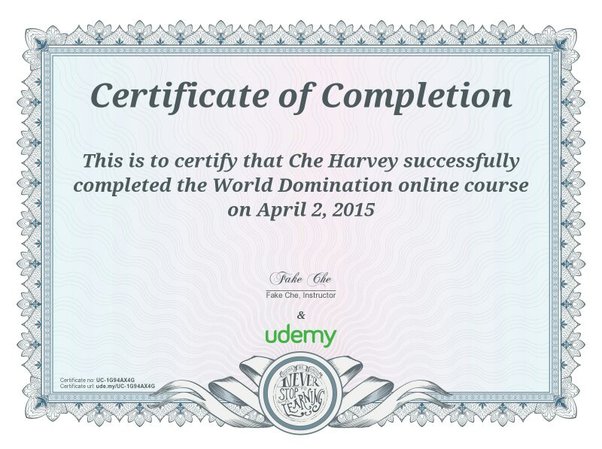 Certificate of Completion
This is to certify that Che Harvey successfully
completed the World Domination online course
on April 2, 2015
Fake Che
Fake Che, Instructor
&
udemy
Certificate no: UC-1G94AX4G
Certificate url: ude.my/UC-1G94AX4G
NEVER
STOP
LEARNING